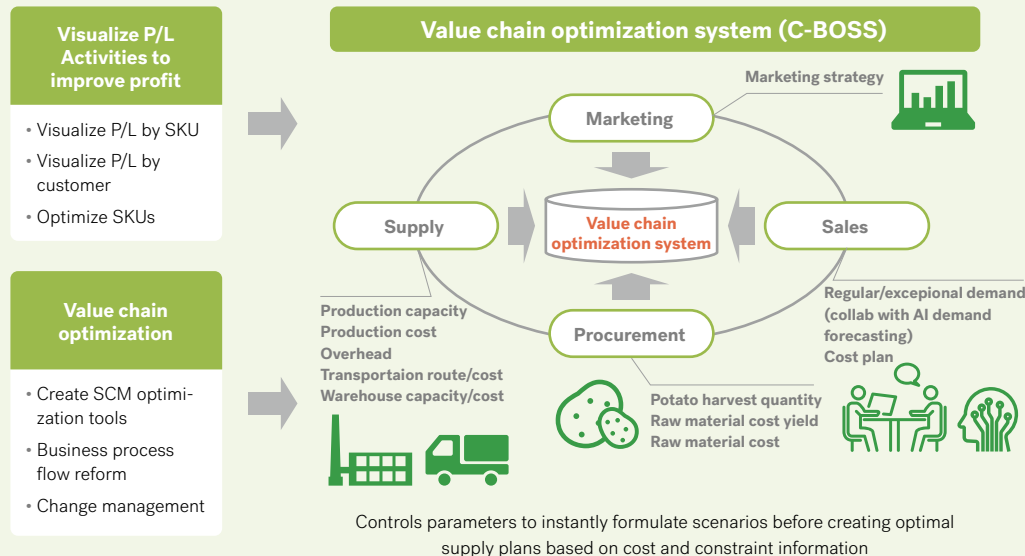 Visualize P/L
Activities to
improve profit
• Visualize P/L by SKU
• Visualize P/L by
customer
• Optimize SKUs
Value chain
optimization
• Create SCM optimi-
zation tools
• Business process
flow reform
• Change management
Value chain optimization system (C-BOSS)
Marketing strategy
Marketing
Supply
Value chain
optimization system
Sales
Procurement
Production capacity
Production cost
Overhead
Transportaion route/cost
Warehouse capacity/cost
Potato harvest quantity
Raw material cost yield
Raw material cost
Regular/excepional demand
(collab with AI demand
forecasting)
Cost plan
Controls parameters to instantly formulate scenarios before creating optimal
supply plans based on cost and constraint information